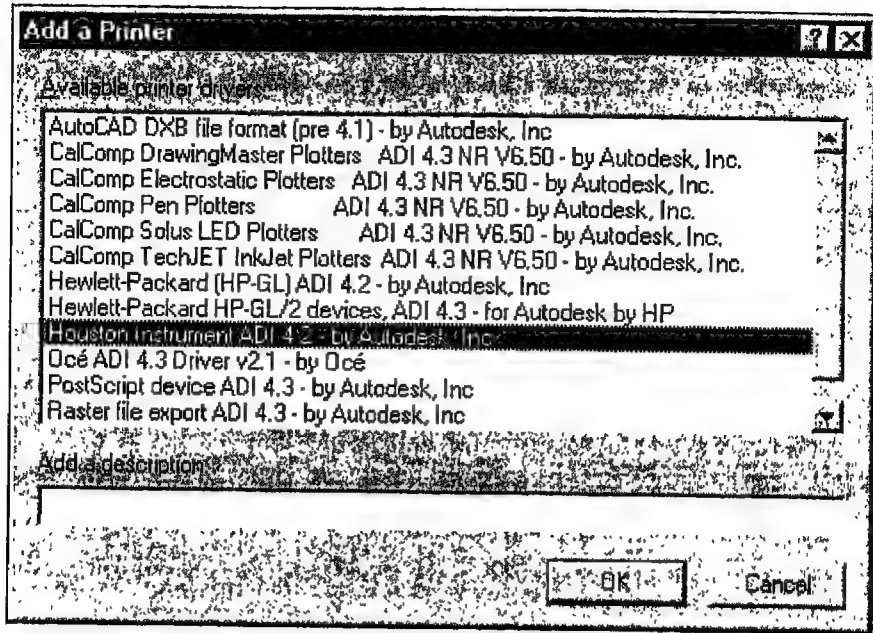 Add a Printer
Available printer drivers:
AutoCAD DXB file format (pre 4.1) - by Autodesk, Inc
CalComp DrawingMaster Plotters ADI 4.3 NR V6.50 - by Autodesk, Inc.
CalComp Electrostatic Plotters ADI 4.3 NR V6.50 - by Autodesk, Inc.
CalComp Pen Plotters ADI 4.3 NR V6.50 - by Autodesk, Inc.
CalComp Solus LED Plotters ADI 4.3 NR V6.50 - by Autodesk, Inc.
CalComp TechJET InkJet Plotters ADI 4.3 NR V6.50 - by Autodesk, Inc.
Hewlett-Packard (HP-GL) ADI 4.2 - by Autodesk, Inc
Hewlett-Packard HP-GL/2 devices, ADI 4.3 - for Autodesk by HP
Houston Instrument ADI 4.2 - by Autodesk, Inc
Océ ADI 4.3 Driver v2.1 - by Océ
PostScript device ADI 4.3 - by Autodesk, Inc
Raster file export ADI 4.3 - by Autodesk, Inc
Add a description:
OK Cancel